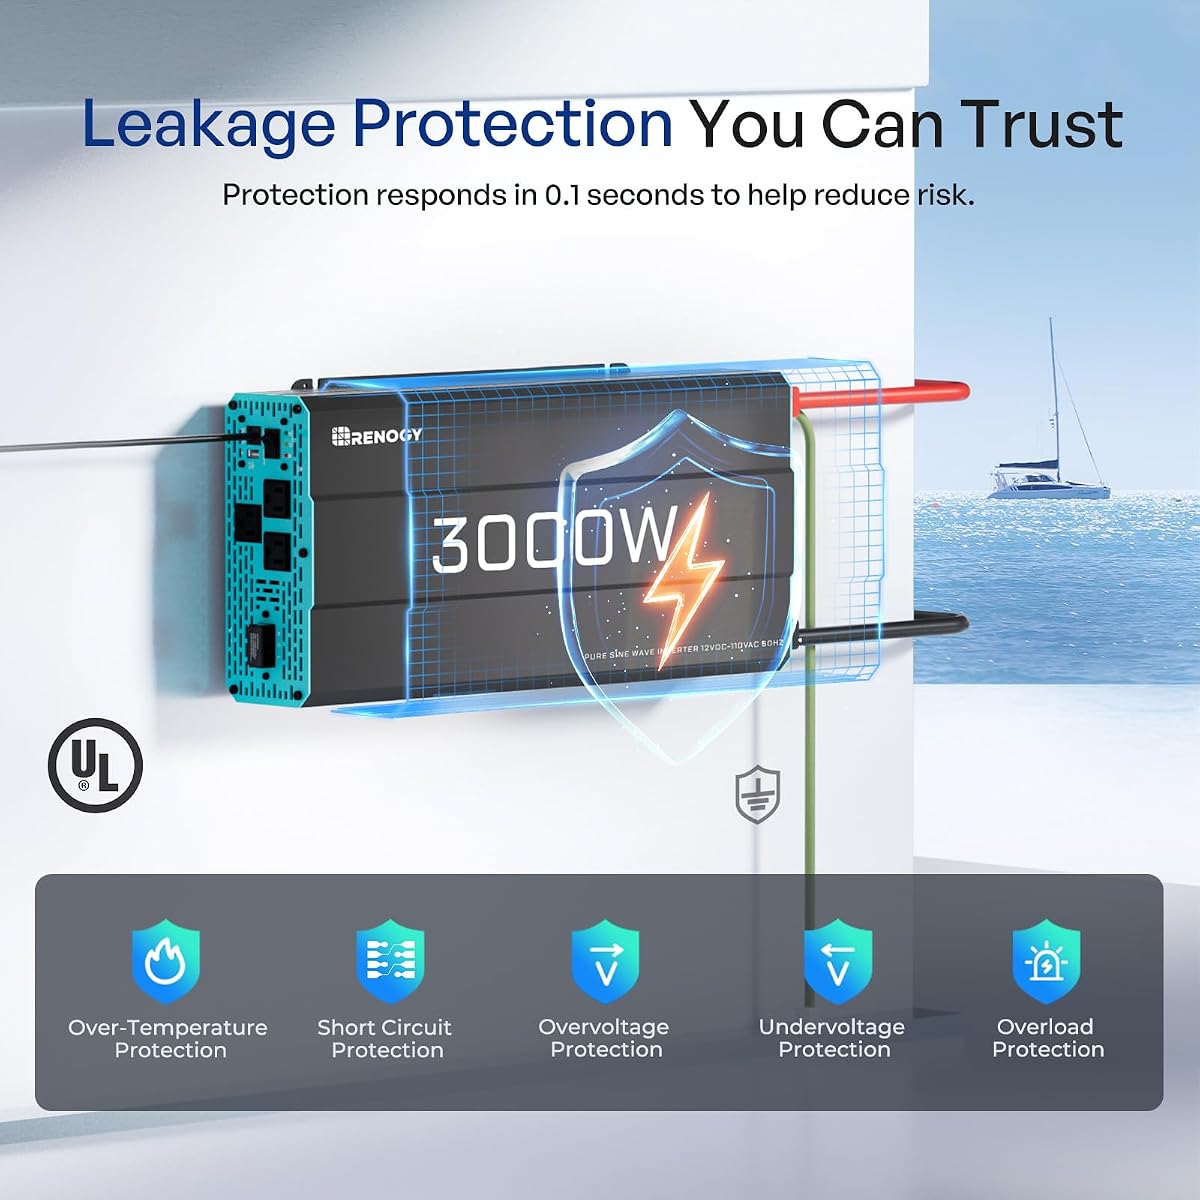 Leakage Protection You Can Trust
Protection responds in 0.1 seconds to help reduce risk.
RENOGY
3000W
PURE SINE WAVE INVERTER 12VDC-110VAC 60HZ
UL
®
Over-Temperature
Protection
Short Circuit
Protection
Overvoltage
Protection
Undervoltage
Protection
Overload
Protection
V
V